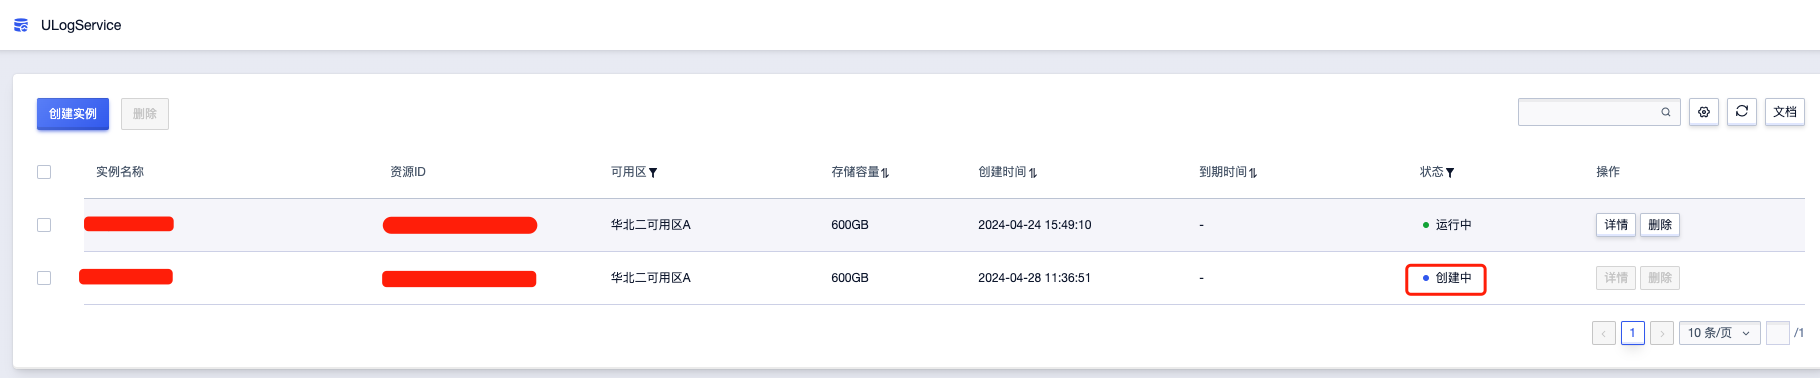 ULogService
创建实例 删除 文档
实例名称 资源ID 可用区 存储容量 创建时间 到期时间 状态 操作
华北二可用区A 600GB 2024-04-24 15:49:10 - 运行中 详情 删除
华北二可用区A 600GB 2024-04-28 11:36:51 - 创建中 详情 删除
1 10 条/页 /1